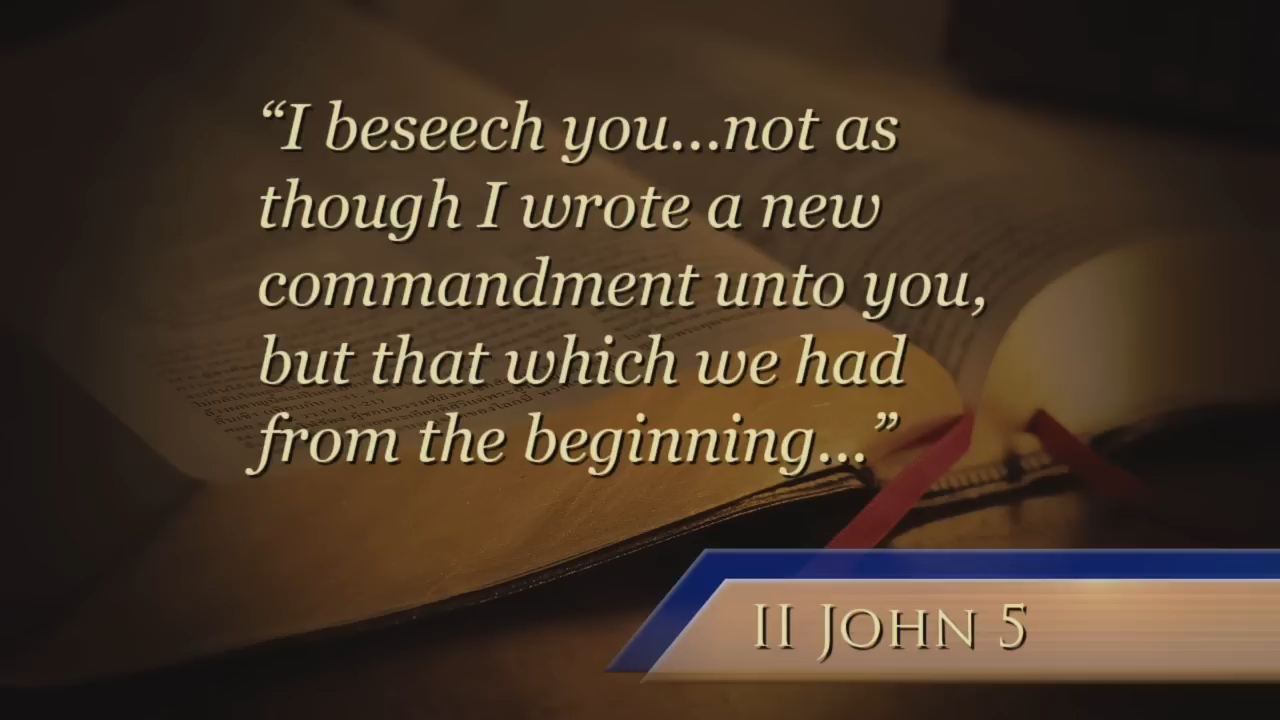 “I beseech you...not as
though I wrote a new
commandment unto you,
but that which we had
from the beginning...”
II John 5